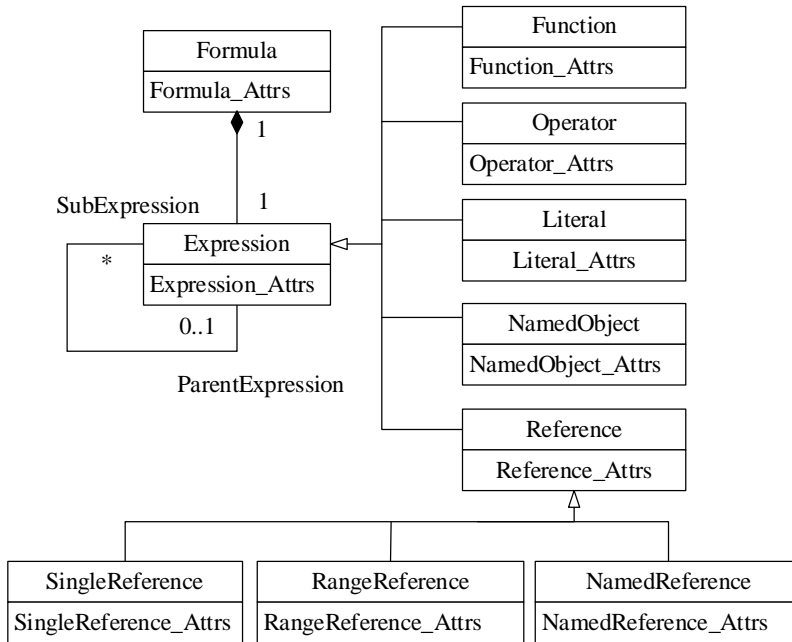 Formula
Formula_Attrs
1
SubExpression
1
Expression
Expression_Attrs
*
0..1
ParentExpression
Function
Function_Attrs
Operator
Operator_Attrs
Literal
Literal_Attrs
NamedObject
NamedObject_Attrs
Reference
Reference_Attrs
SingleReference
SingleReference_Attrs
RangeReference
RangeReference_Attrs
NamedReference
NamedReference_Attrs